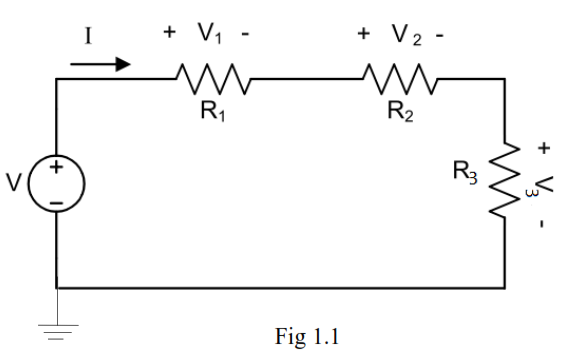 I
+ V₁ -
+ V₂ -
R₁
R₂
V
+
−
R₃
+ V₃ -
Fig 1.1